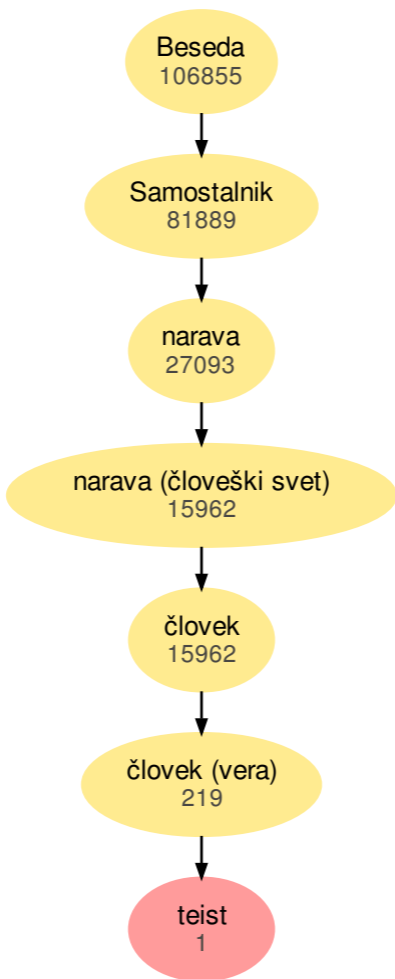 Beseda
106855
Samostalnik
81889
narava
27093
narava (človeški svet)
15962
človek
15962
človek (vera)
219
teist
1